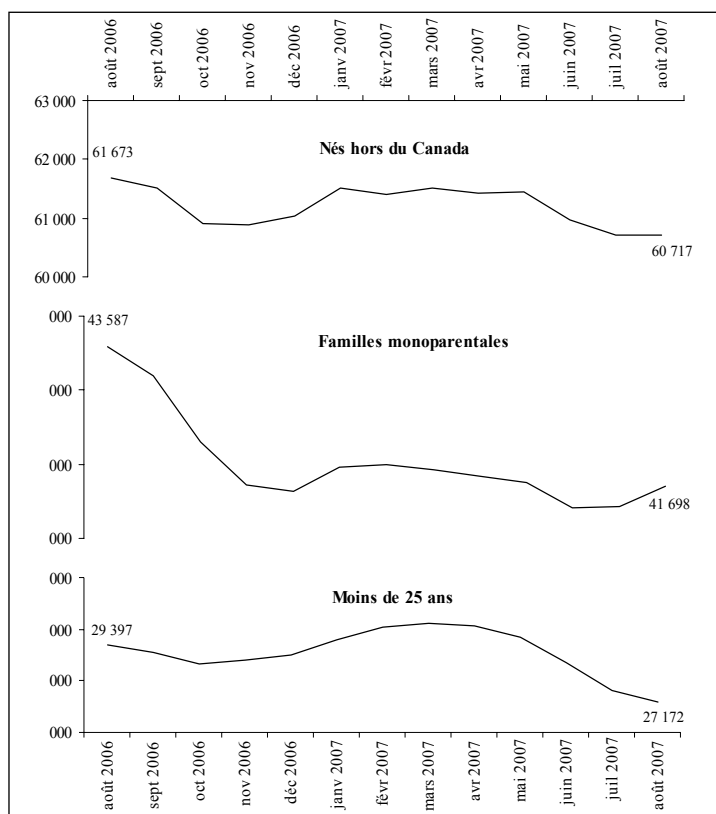 août 2006
sept 2006
oct 2006
nov 2006
déc 2006
janv 2007
févr 2007
mars 2007
avr 2007
mai 2007
juin 2007
juil 2007
août 2007
63 000
62 000
61 000
60 000
Nés hors du Canada
61 673
60 717
000
000
000
000
Familles monoparentales
43 587
41 698
000
000
000
000
Moins de 25 ans
29 397
27 172
août 2006
sept 2006
oct 2006
nov 2006
déc 2006
janv 2007
févr 2007
mars 2007
avr 2007
mai 2007
juin 2007
juil 2007
août 2007